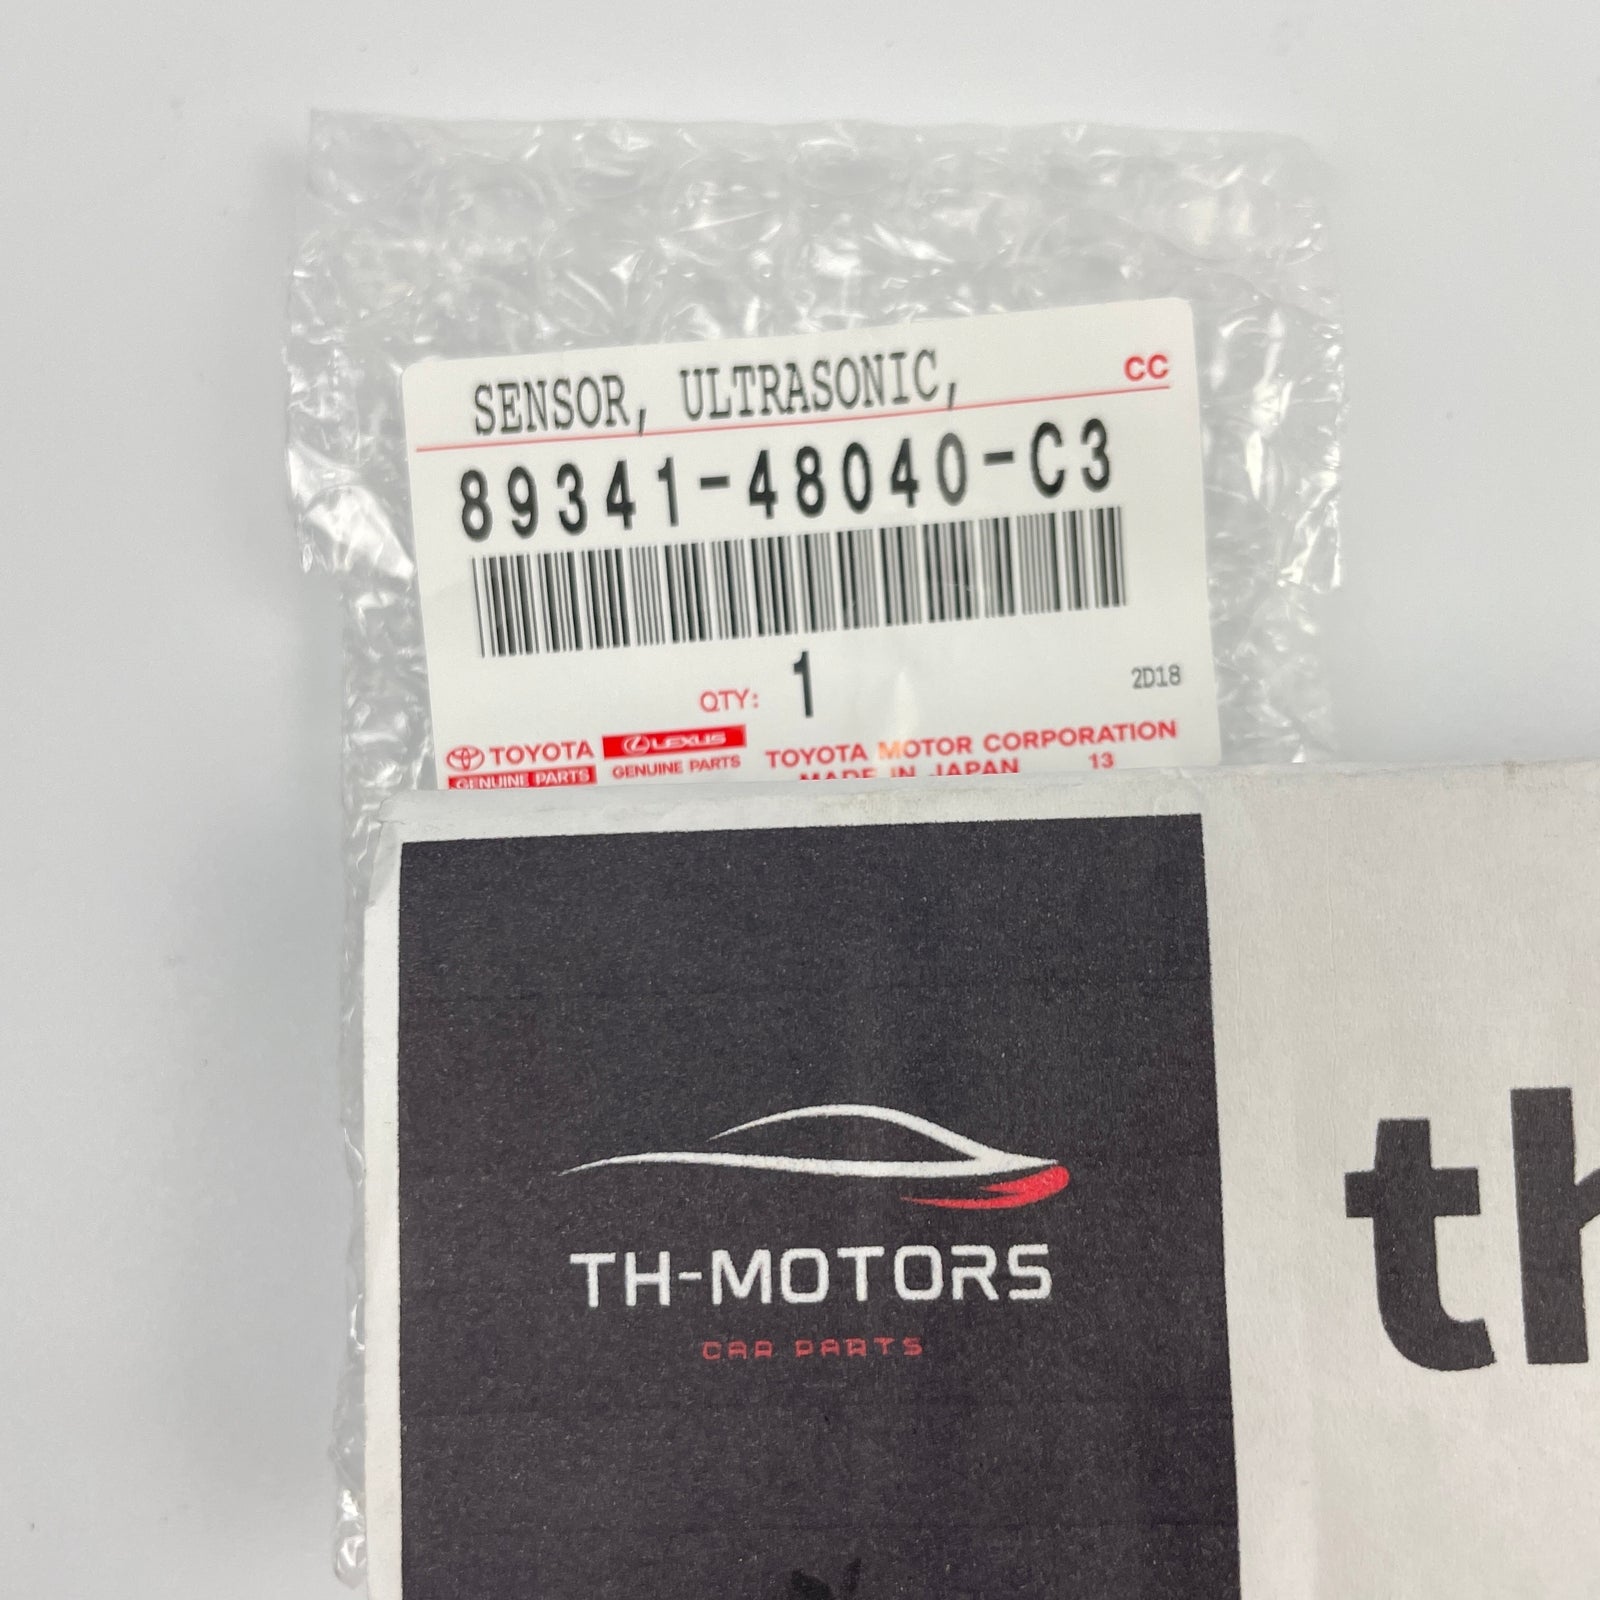 SENSOR, ULTRASONIC,
CC
89341-48040-C3
QTY: 1
2D18
TOYOTA
GENUINE PARTS
LEXUS
GENUINE PARTS
TOYOTA MOTOR CORPORATION
MADE IN JAPAN 13
TH-MOTORS
CAR PARTS
th